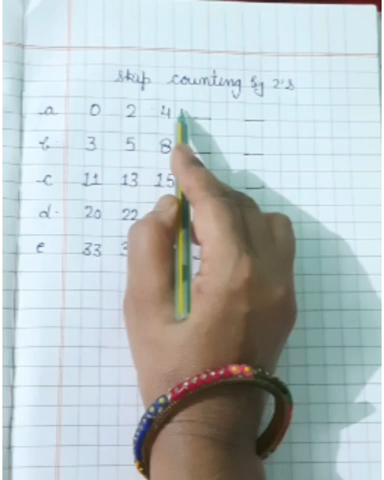 skip counting by 2's
a 0 2 4 _ _
b. 3 5 8 _ _
c 11 13 15 _
d. 20 22
e 33